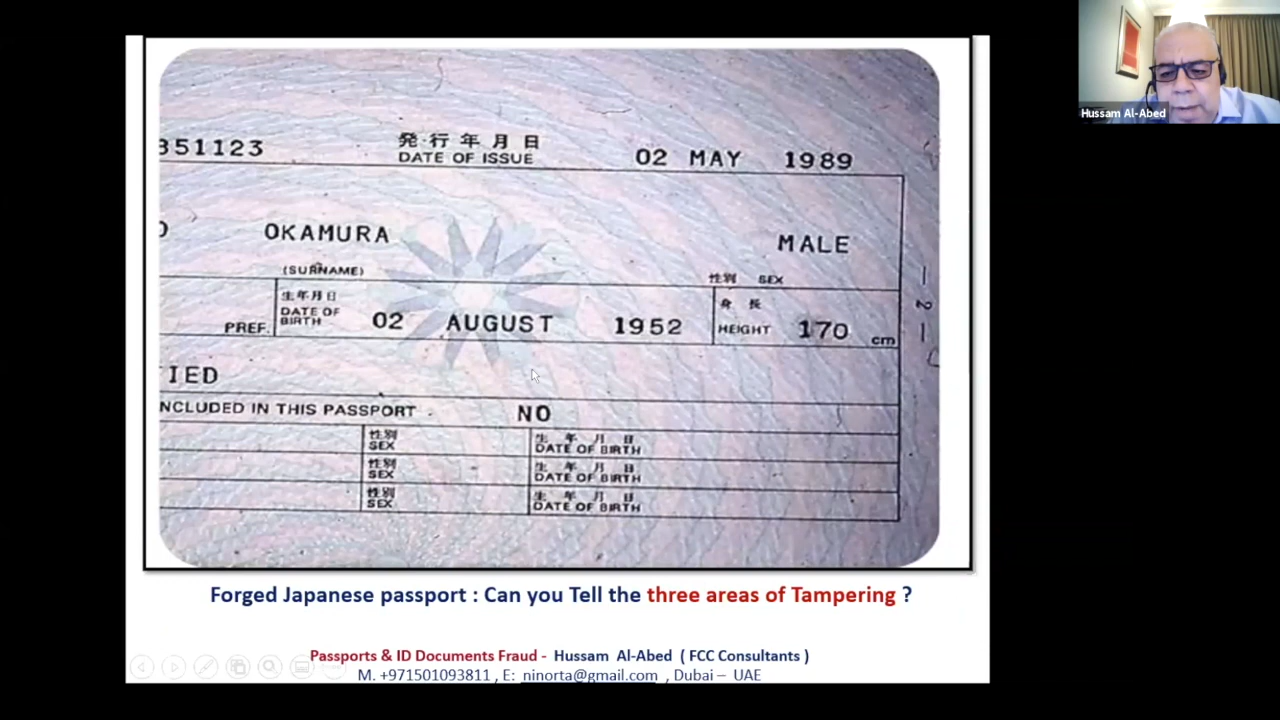 Hussam Al-Abed
351123
発行年月日
DATE OF ISSUE
02 MAY 1989
OKAMURA
MALE
(SURNAME)
性別 SEX
生年月日
DATE OF
BIRTH
02 AUGUST 1952
身長
HEIGHT
170
cm
PREF.
- 2 -
IED
NCLUDED IN THIS PASSPORT
NO
性別
SEX
生年月日
DATE OF BIRTH
性別
SEX
生年月日
DATE OF BIRTH
性別
SEX
生年月日
DATE OF BIRTH
Forged Japanese passport : Can you Tell the three areas of Tampering ?
Passports & ID Documents Fraud - Hussam Al-Abed ( FCC Consultants )
M. +971501093811 , E: ninorta@gmail.com , Dubai – UAE